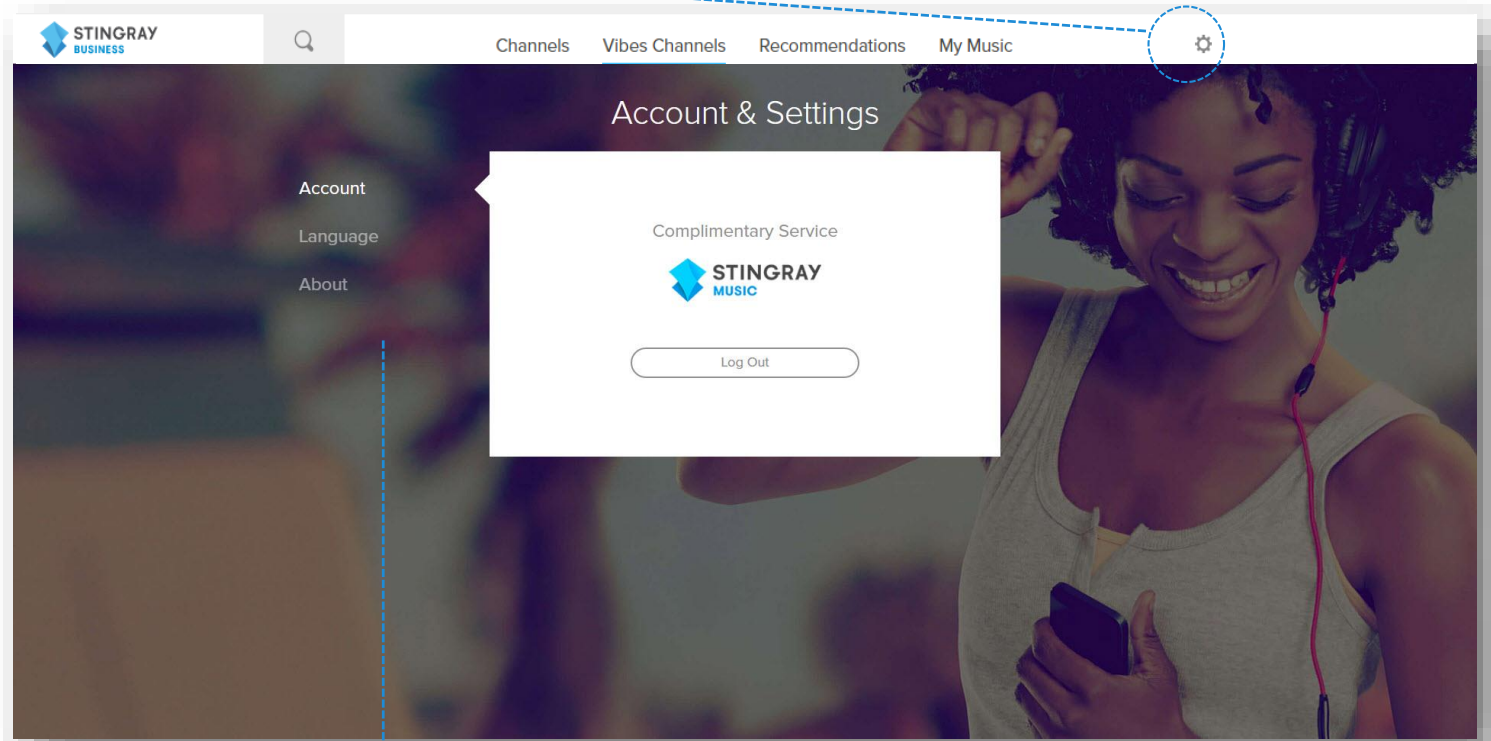 STINGRAY
BUSINESS
Channels Vibes Channels Recommendations My Music
Account & Settings
Account
Language
About
Complimentary Service
STINGRAY
MUSIC
Log Out